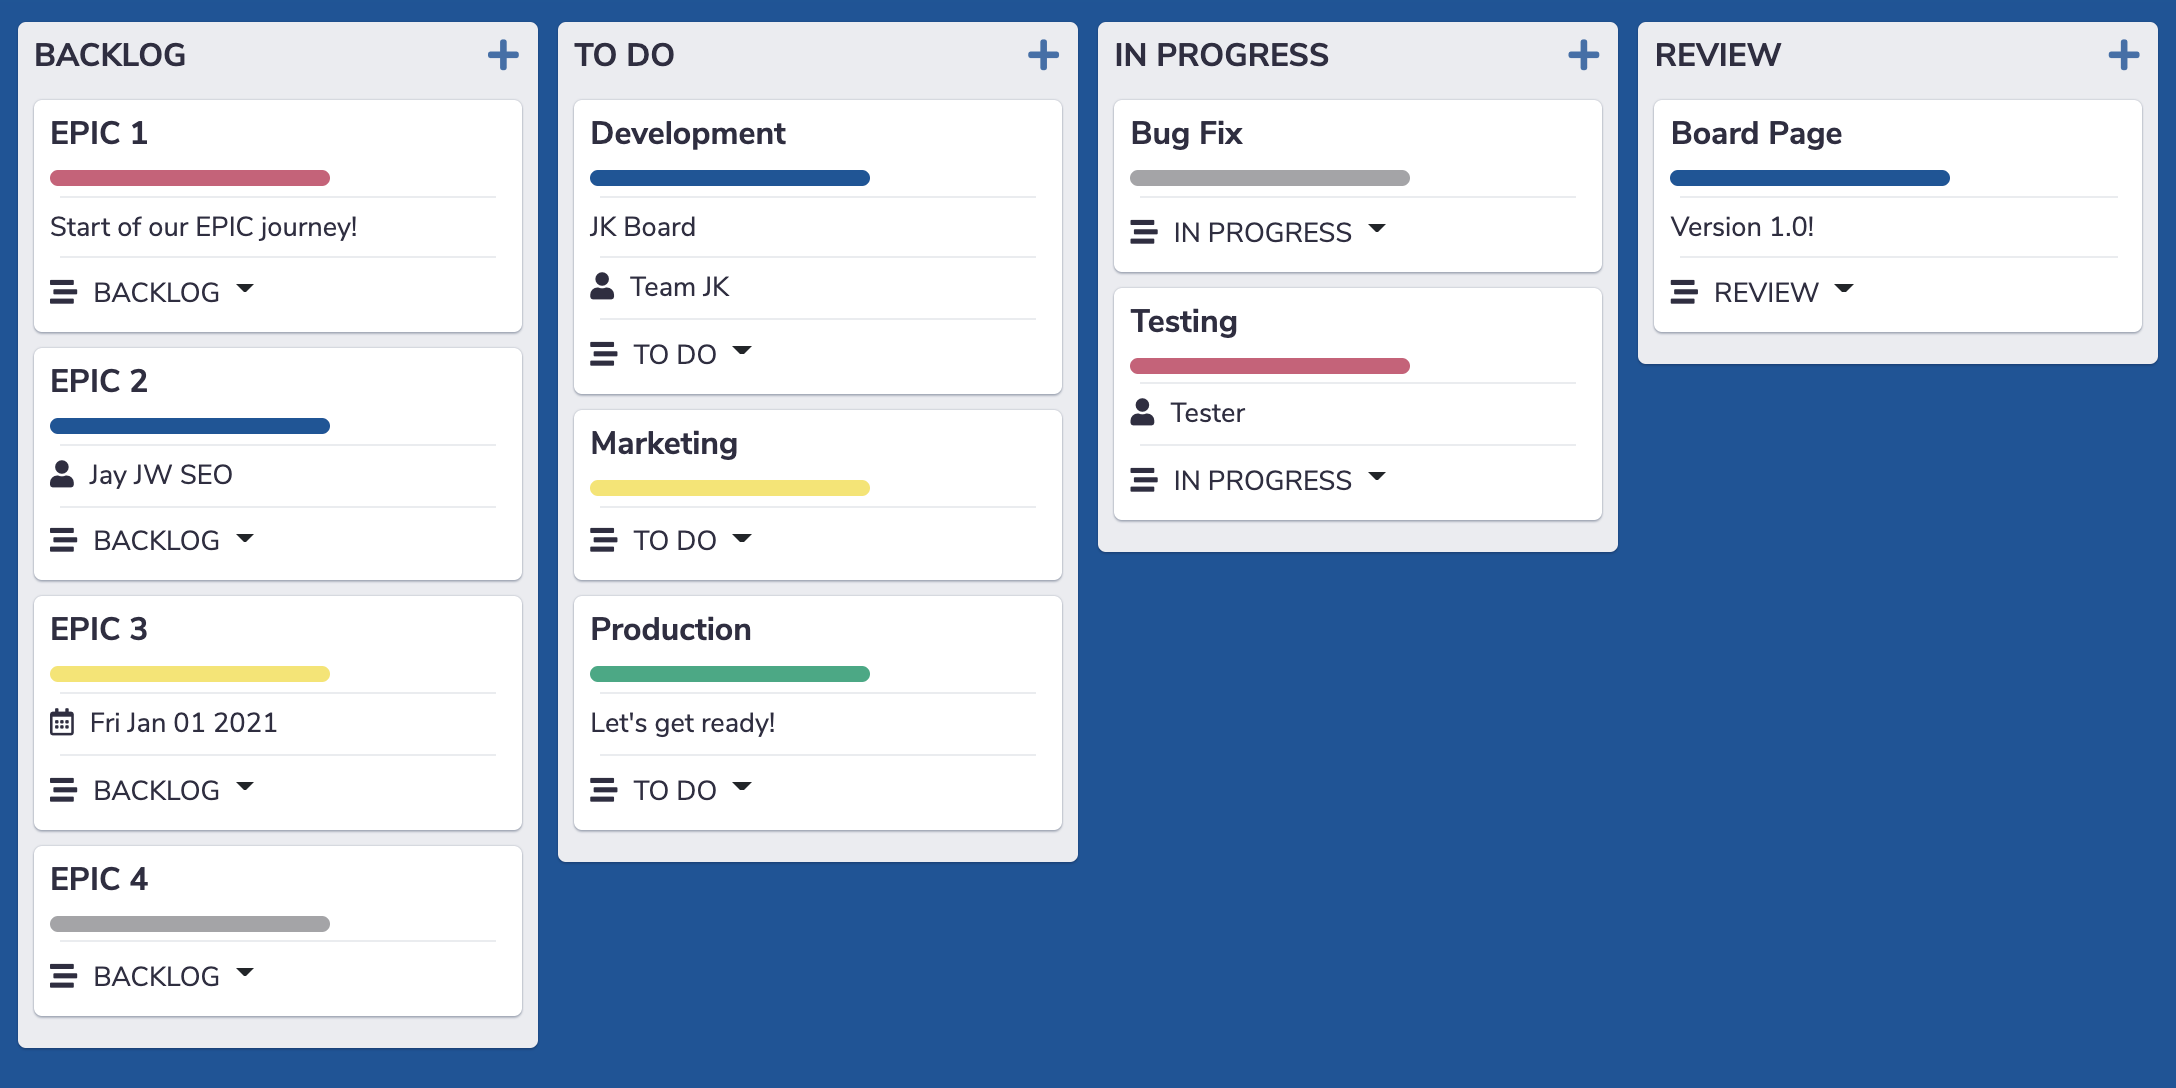 BACKLOG
EPIC 1
Start of our EPIC journey!
BACKLOG
EPIC 2
Jay JW SEO
BACKLOG
EPIC 3
Fri Jan 01 2021
BACKLOG
EPIC 4
BACKLOG
TO DO
Development
JK Board
Team JK
TO DO
Marketing
TO DO
Production
Let's get ready!
TO DO
IN PROGRESS
Bug Fix
IN PROGRESS
Testing
Tester
IN PROGRESS
REVIEW
Board Page
Version 1.0!
REVIEW